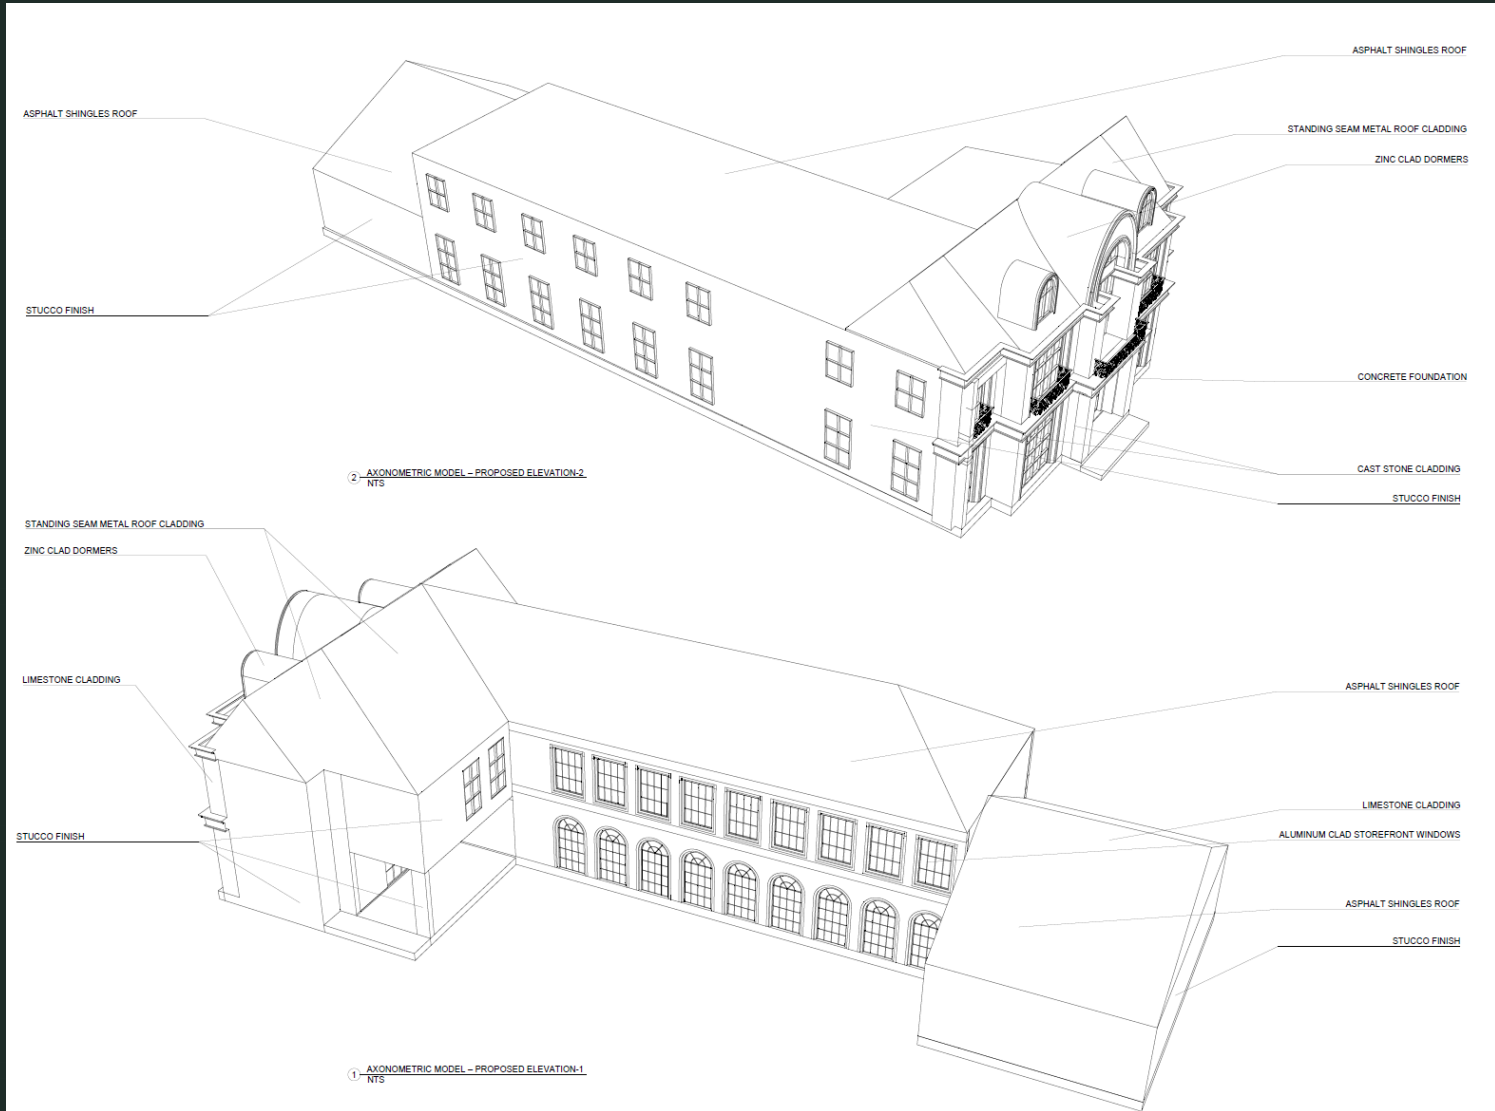 ASPHALT SHINGLES ROOF
ASPHALT SHINGLES ROOF
STANDING SEAM METAL ROOF CLADDING
ZINC CLAD DORMERS
STUCCO FINISH
CONCRETE FOUNDATION
CAST STONE CLADDING
STUCCO FINISH
2 AXONOMETRIC MODEL – PROPOSED ELEVATION-2
NTS
STANDING SEAM METAL ROOF CLADDING
ZINC CLAD DORMERS
LIMESTONE CLADDING
ASPHALT SHINGLES ROOF
LIMESTONE CLADDING
ALUMINUM CLAD STOREFRONT WINDOWS
STUCCO FINISH
ASPHALT SHINGLES ROOF
STUCCO FINISH
1 AXONOMETRIC MODEL – PROPOSED ELEVATION-1
NTS